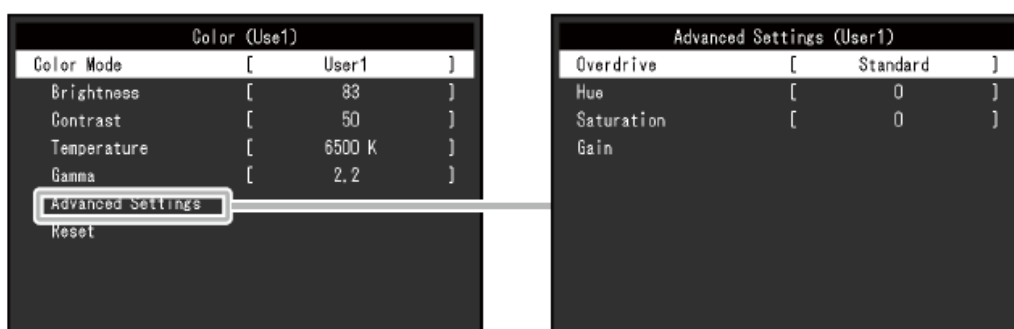 Color (Use1)
Color Mode [ User1 ]
Brightness [ 83 ]
Contrast [ 50 ]
Temperature [ 6500 K ]
Gamma [ 2.2 ]
Advanced Settings
Reset
Advanced Settings (User1)
Overdrive [ Standard ]
Hue [ 0 ]
Saturation [ 0 ]
Gain